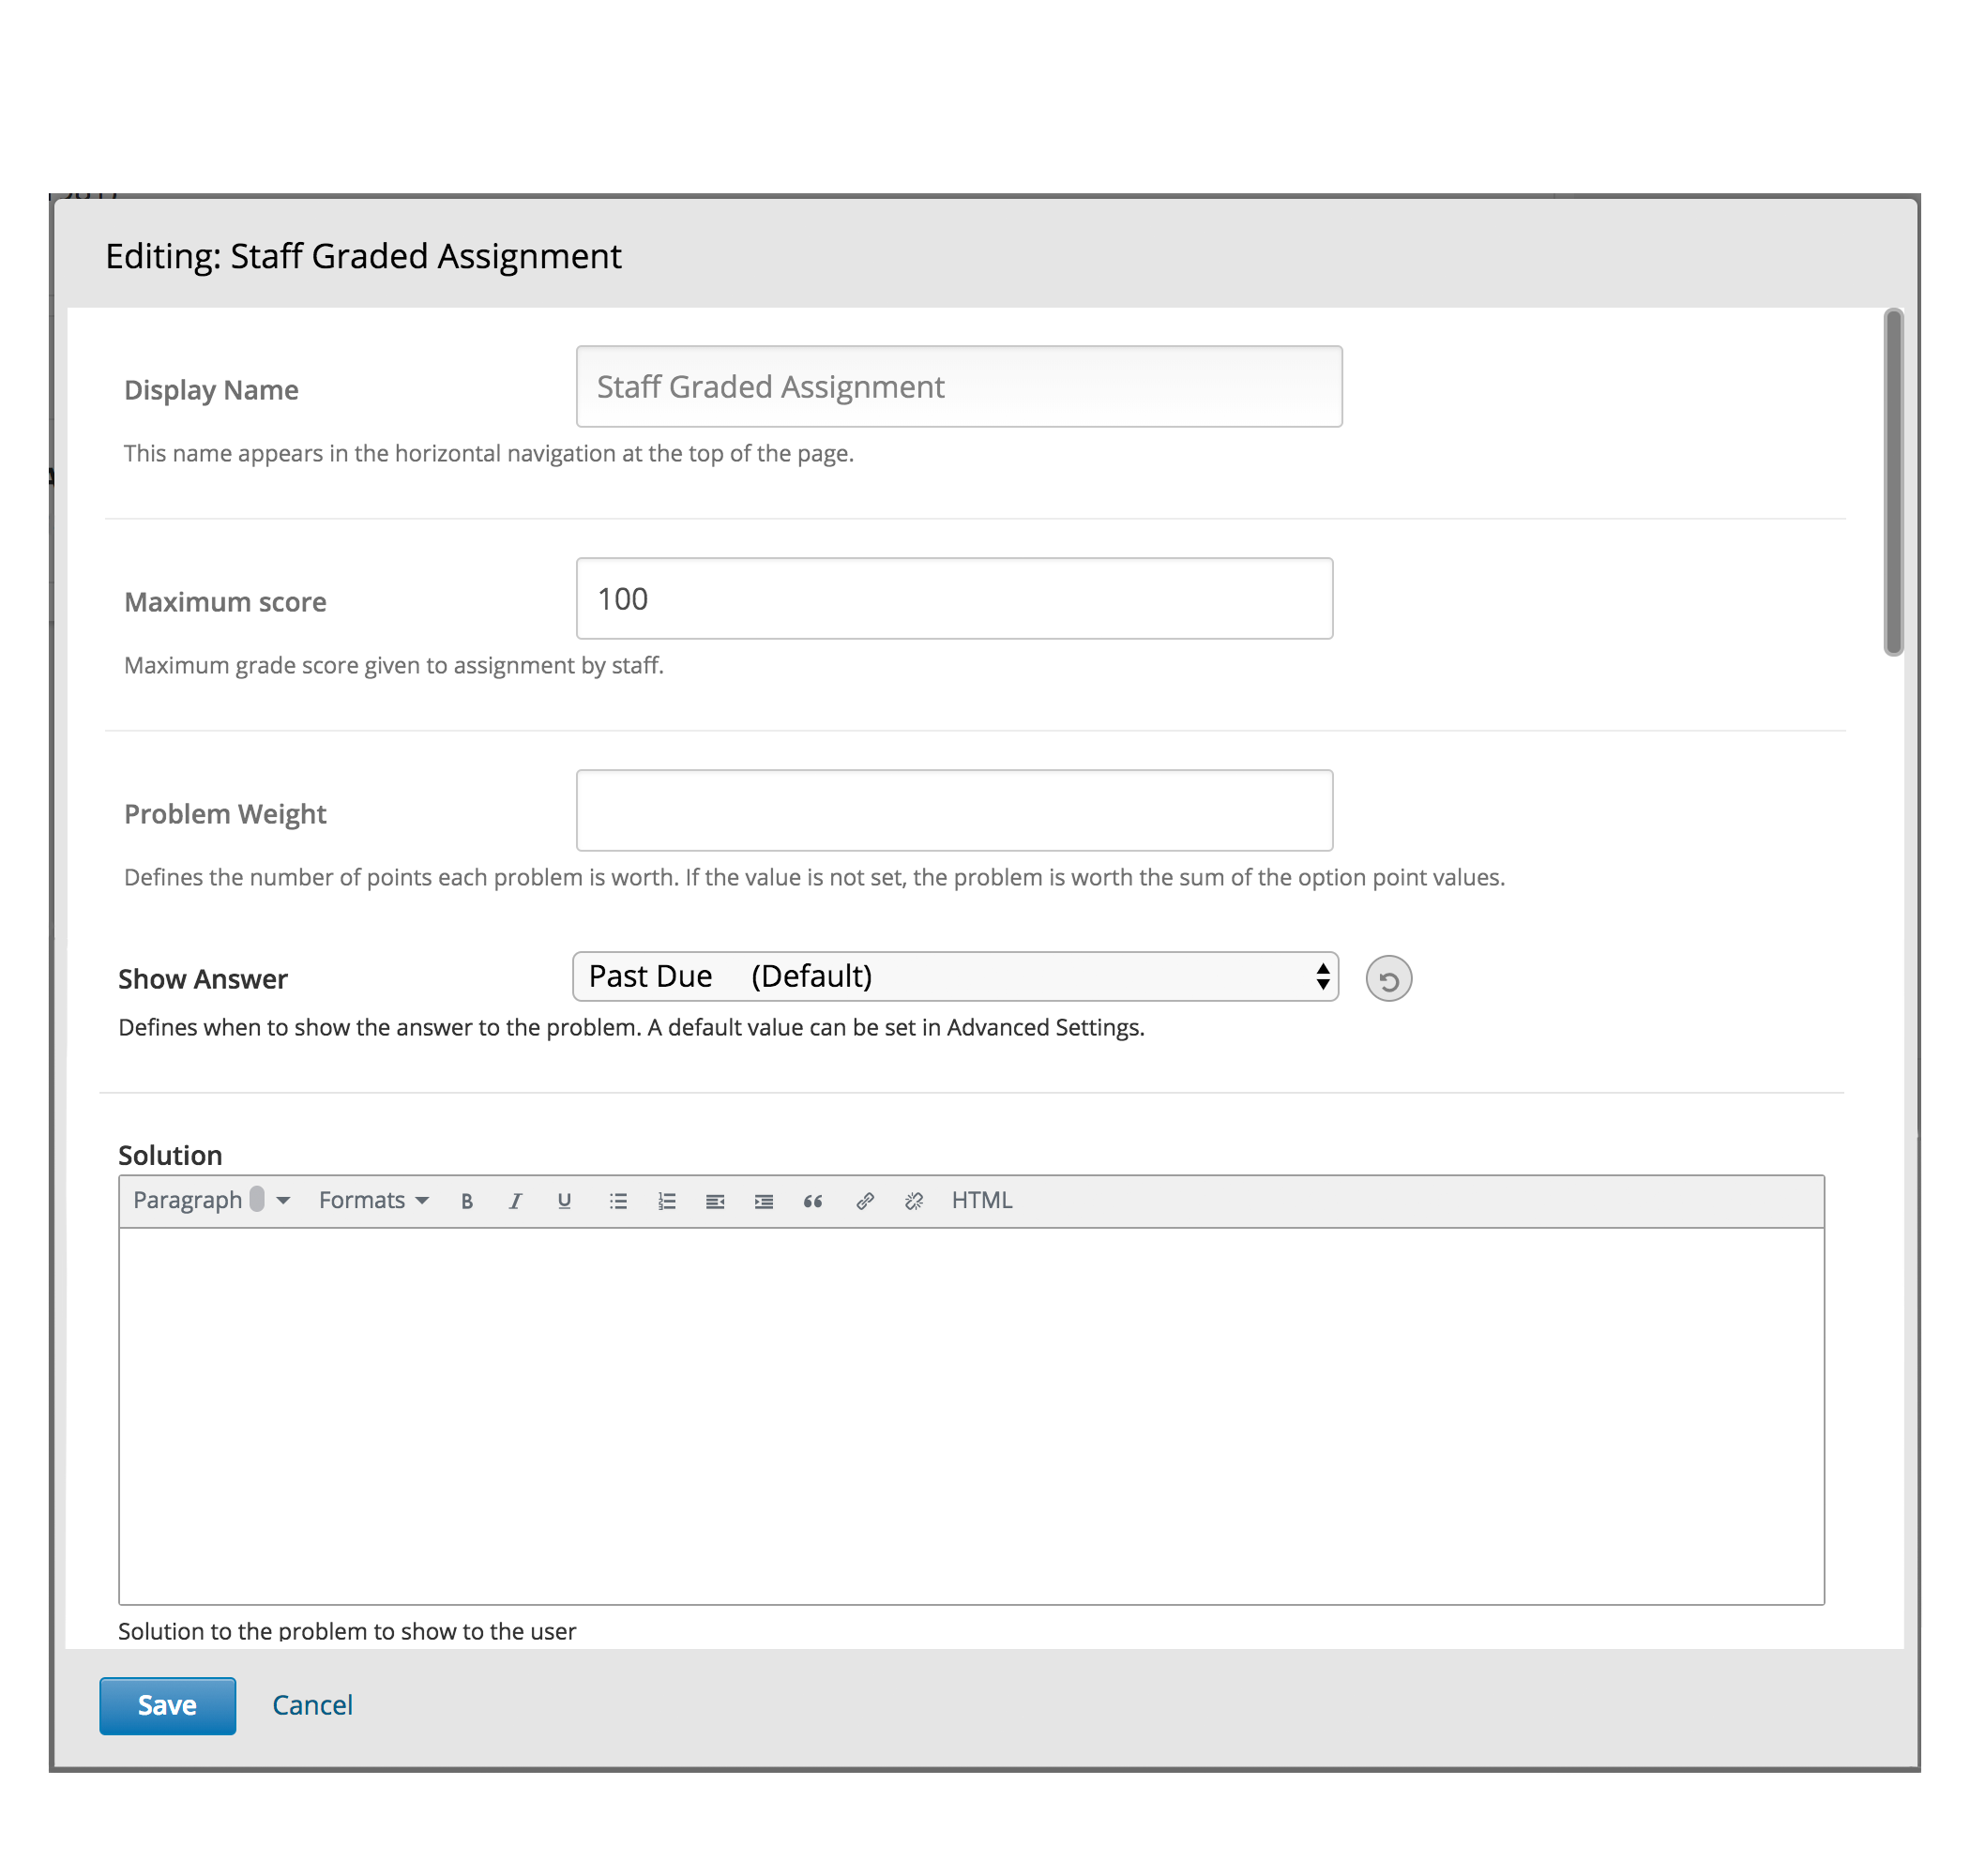 Editing: Staff Graded Assignment
Display Name
Staff Graded Assignment
This name appears in the horizontal navigation at the top of the page.
Maximum score
100
Maximum grade score given to assignment by staff.
Problem Weight
Defines the number of points each problem is worth. If the value is not set, the problem is worth the sum of the option point values.
Show Answer
Past Due (Default)
Defines when to show the answer to the problem. A default value can be set in Advanced Settings.
Solution
Paragraph Formats B I U HTML
Solution to the problem to show to the user
Save Cancel